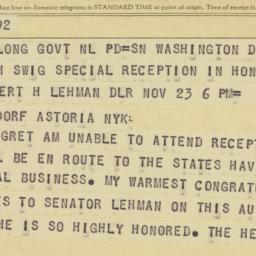 date line on domestic telegrams is STANDARD TIME at point of origin. Time of receipt is
92
LONG GOVT NL PD=SN WASHINGTON D
H SWIG SPECIAL RECEPTION IN HON
ERT H LEHMAN DLR NOV 23 6 PM=
DORF ASTORIA NYK=
GRET AM UNABLE TO ATTEND RECEP
L BE EN ROUTE TO THE STATES HAV
AL BUSINESS. MY WARMEST CONGRAT
S TO SENATOR LEHMAN ON THIS AU
HE IS SO HIGHLY HONORED. THE HE